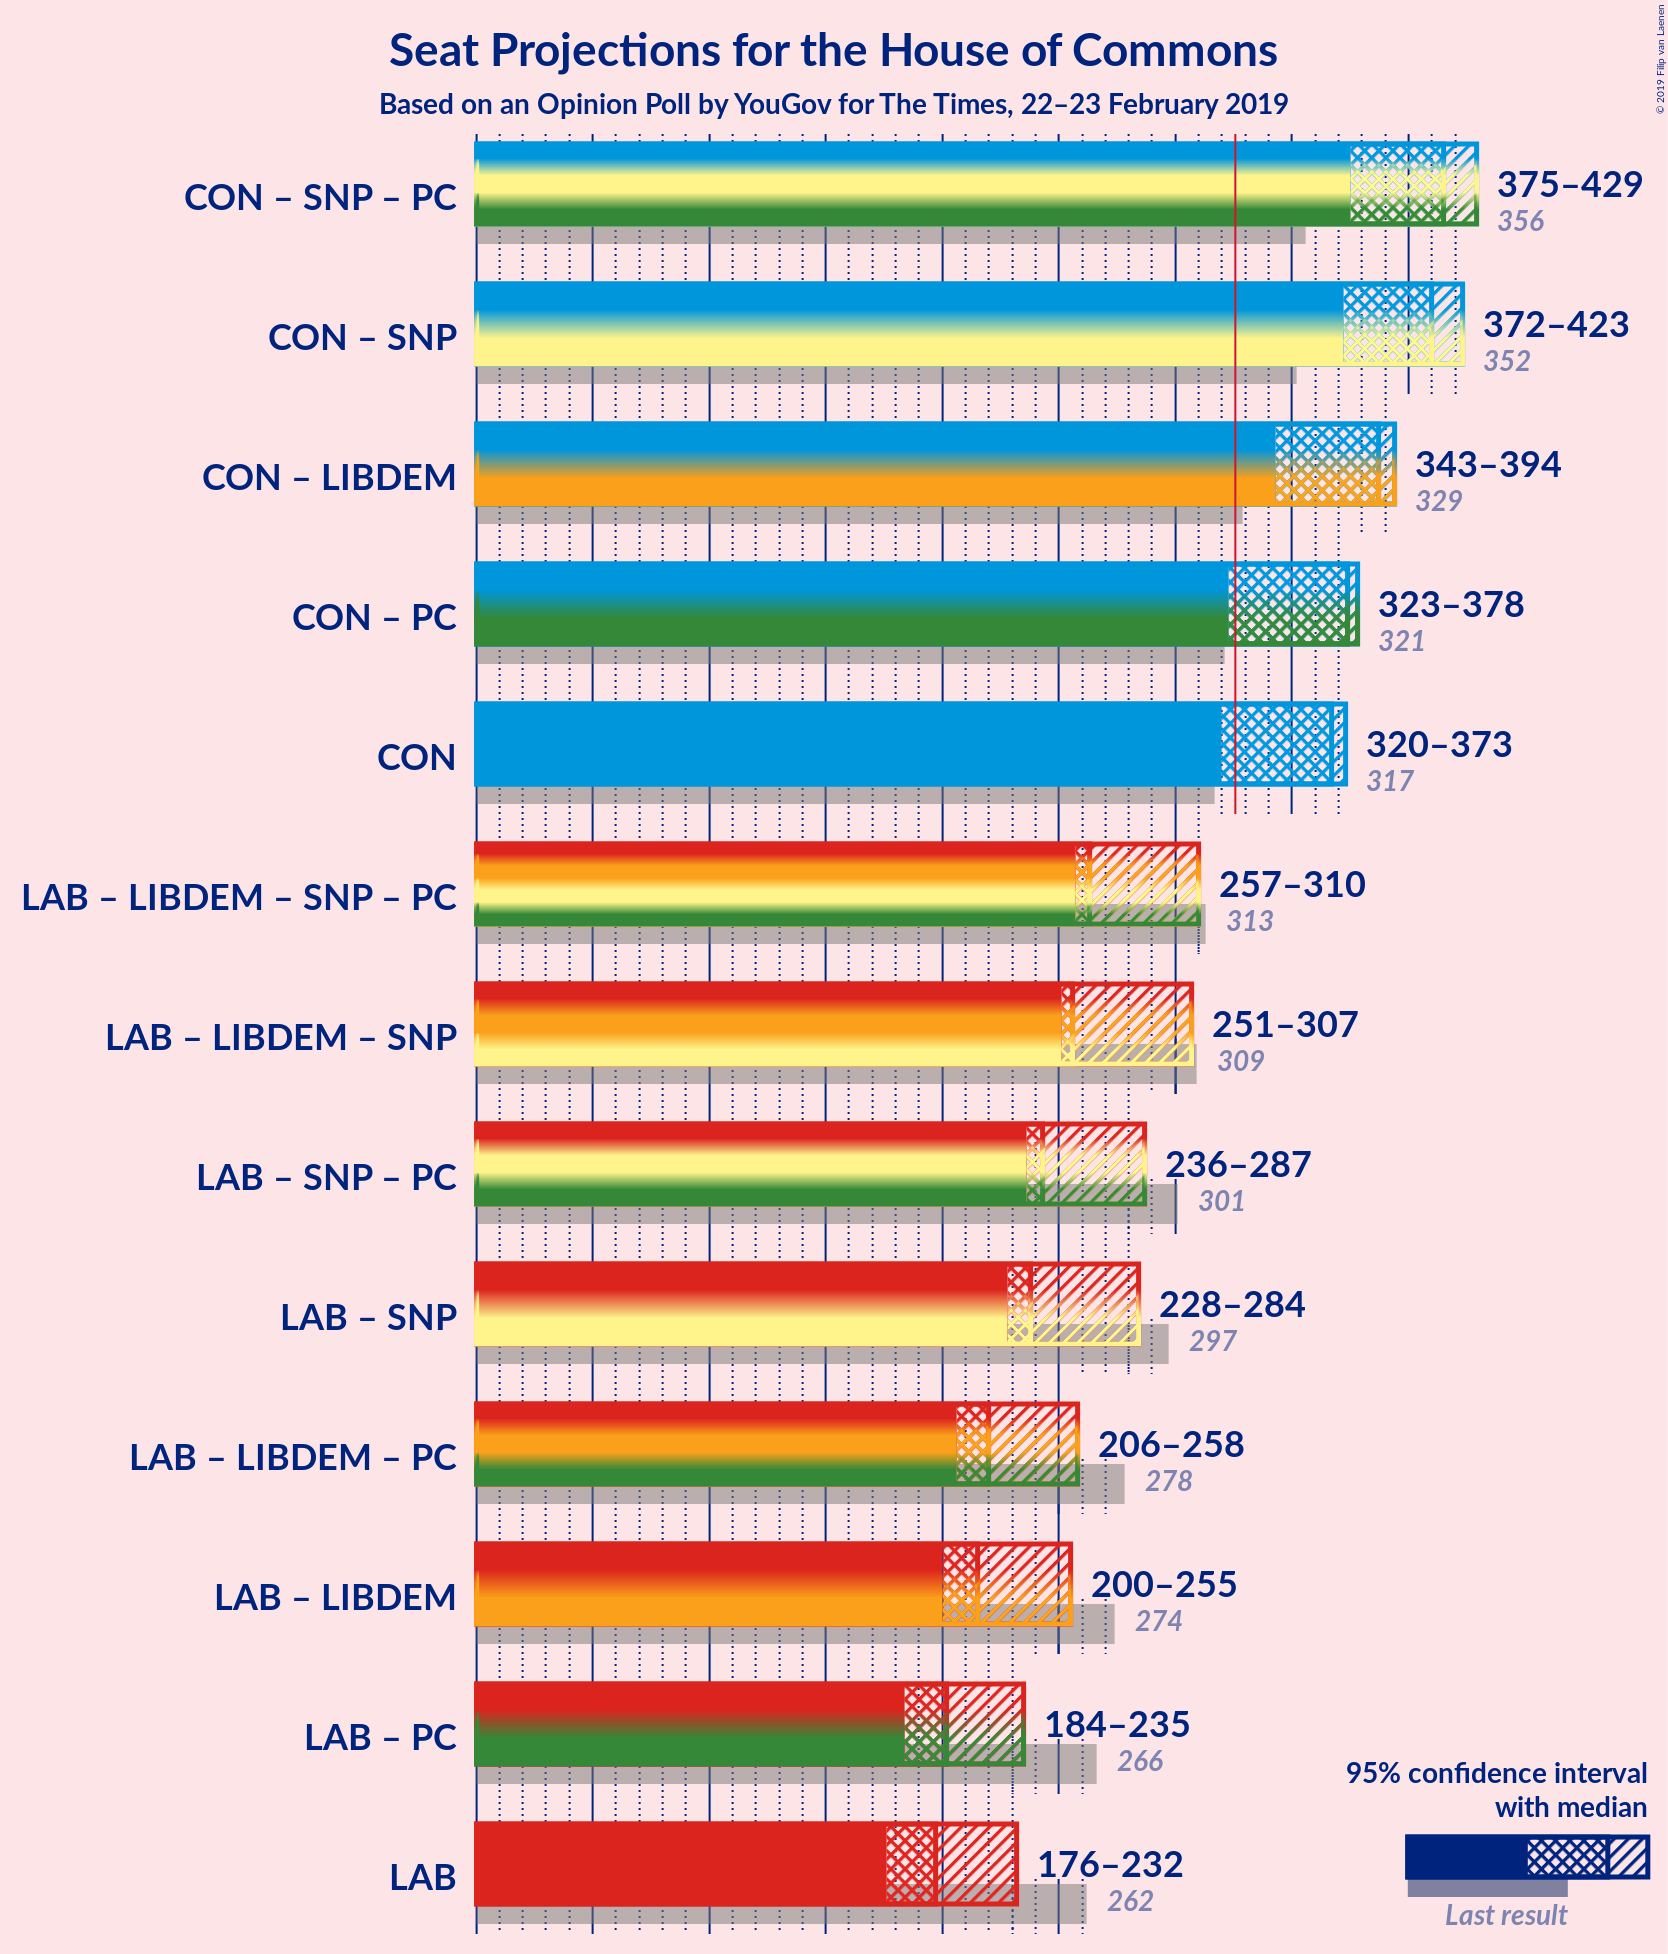 Seat Projections for the House of Commons
Based on an Opinion Poll by YouGov for The Times, 22–23 February 2019
© 2019 Filip van Laenen
CON – SNP – PC
375–429
356
CON – SNP
372–423
352
CON – LIBDEM
343–394
329
CON – PC
323–378
321
CON
320–373
317
LAB – LIBDEM – SNP – PC
257–310
313
LAB – LIBDEM – SNP
251–307
309
LAB – SNP – PC
236–287
301
LAB – SNP
228–284
297
LAB – LIBDEM – PC
206–258
278
LAB – LIBDEM
200–255
274
LAB – PC
184–235
266
LAB
176–232
262
95% confidence interval
with median
Last result